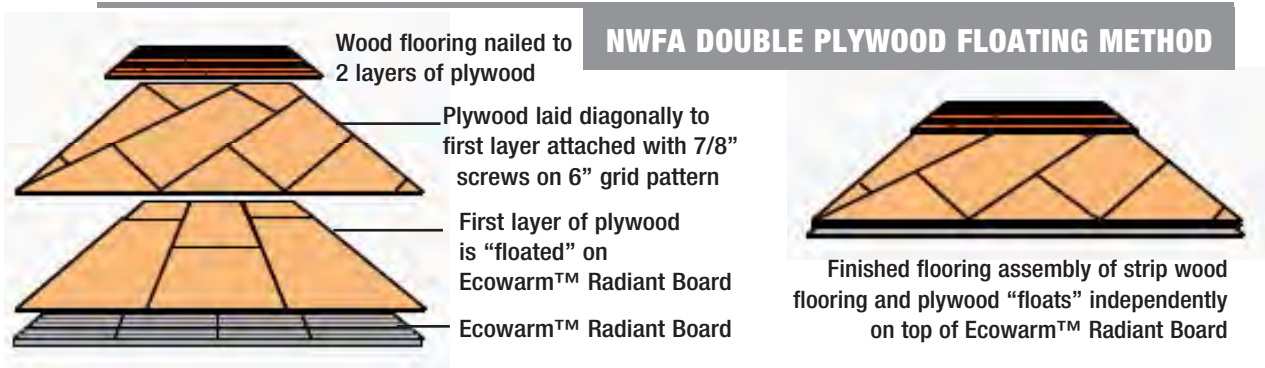 NWFA DOUBLE PLYWOOD FLOATING METHOD
Wood flooring nailed to
2 layers of plywood
Plywood laid diagonally to
first layer attached with 7/8”
screws on 6” grid pattern
First layer of plywood
is “floated” on
Ecowarm™ Radiant Board
Ecowarm™ Radiant Board
Finished flooring assembly of strip wood
flooring and plywood “floats” independently
on top of Ecowarm™ Radiant Board